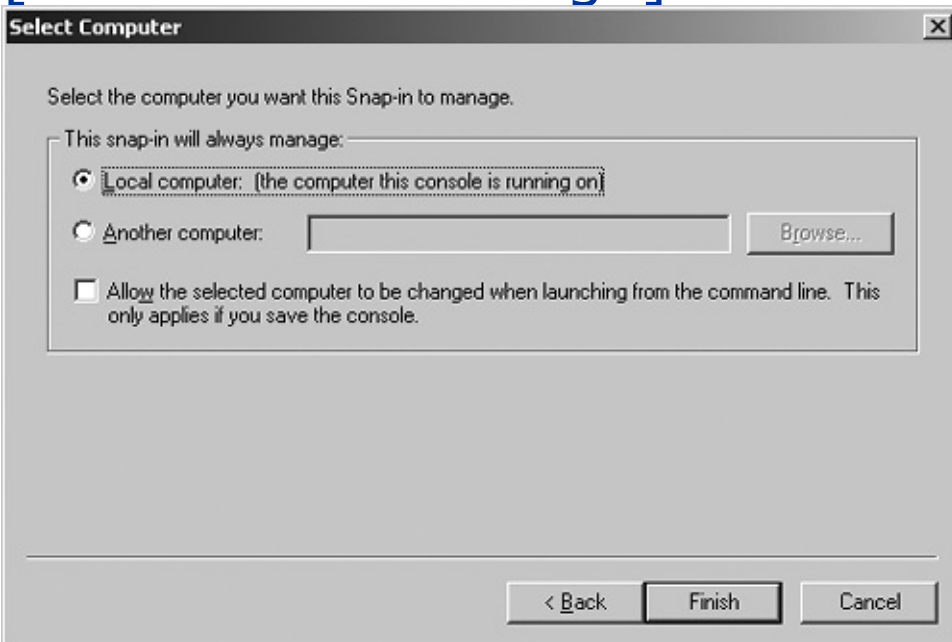 Select Computer
Select the computer you want this Snap-in to manage.
This snap-in will always manage:
Local computer: (the computer this console is running on)
Another computer:
Browse...
Allow the selected computer to be changed when launching from the command line. This
only applies if you save the console.
< Back
Finish
Cancel